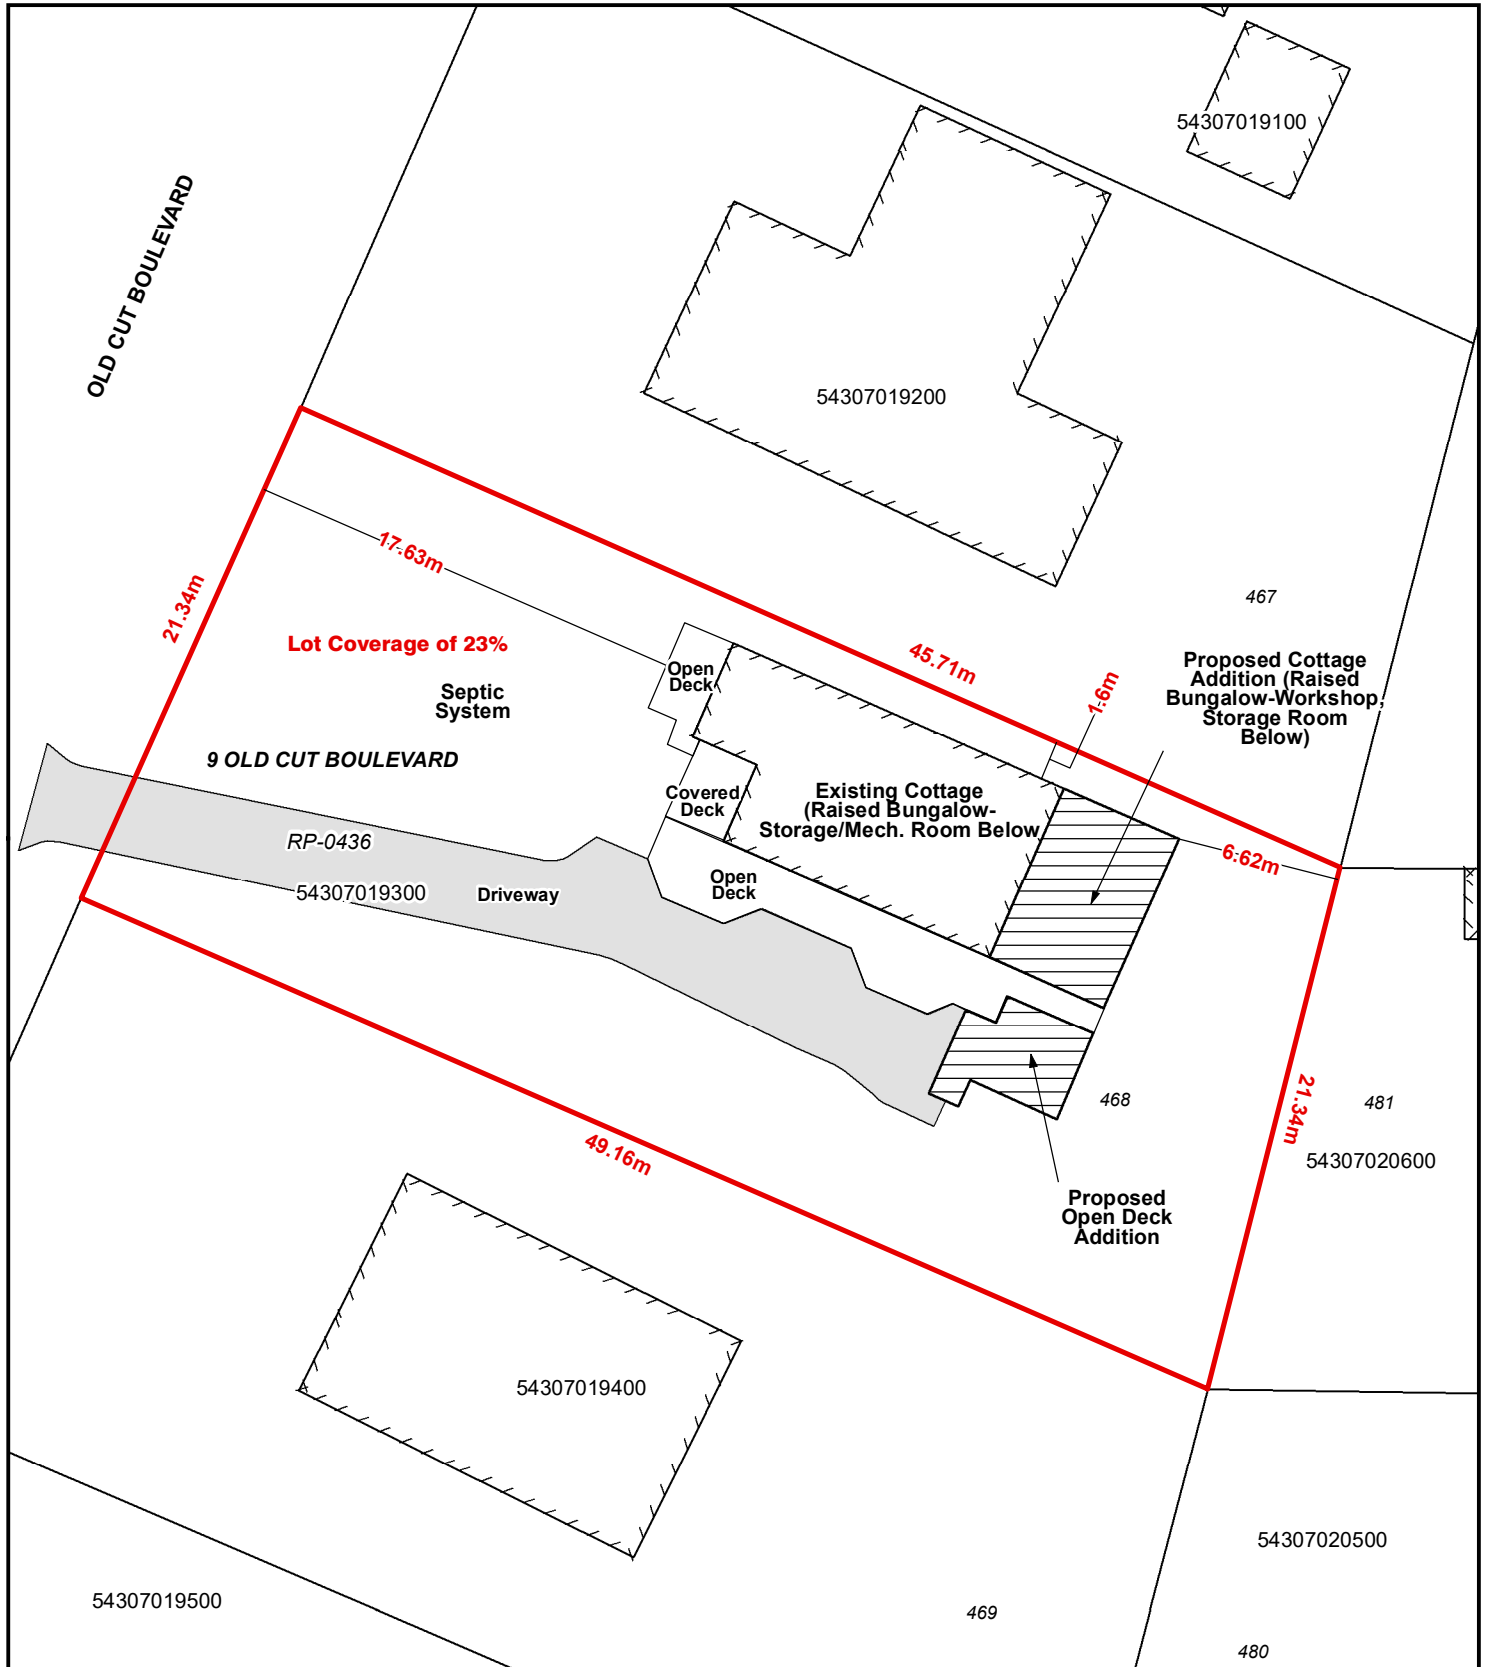 54307019100
OLD CUT BOULEVARD
54307019200
17.63m
21.34m
467
Lot Coverage of 23%
45.71m
1.6m
Proposed Cottage
Addition (Raised
Bungalow-Workshop,
Storage Room
Below)
Open
Deck
Septic
System
9 OLD CUT BOULEVARD
Covered
Deck
Existing Cottage
(Raised Bungalow-
Storage/Mech. Room Below
RP-0436
6.62m
54307019300
Driveway
Open
Deck
468
21.34m
481
49.16m
54307020600
Proposed
Open Deck
Addition
54307019400
54307020500
54307019500
469
480